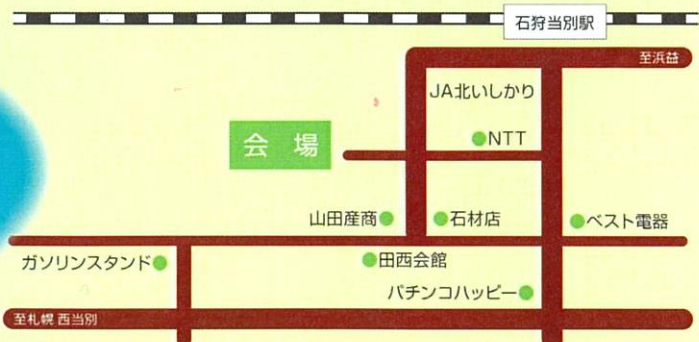 石狩当別駅
至浜益
JA北いしかり
NTT
会場
山田産商
石材店
ベスト電器
ガソリンスタンド
田西会館
パチンコハッピー
至札幌 西当別